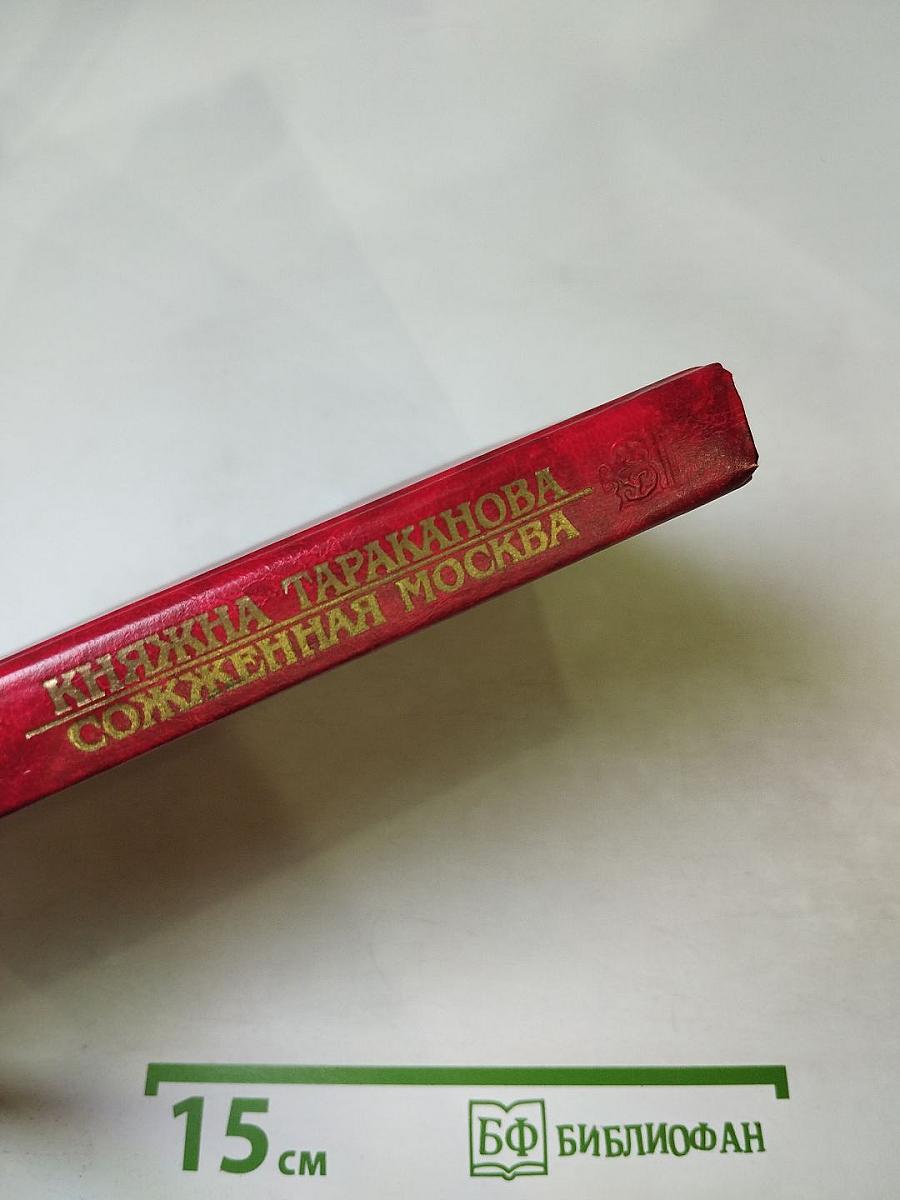 КНЯЖНА ТАРАКАНОВА
СОЖЖЕННАЯ МОСКВА
15 см
БФ БИБЛИОФАН